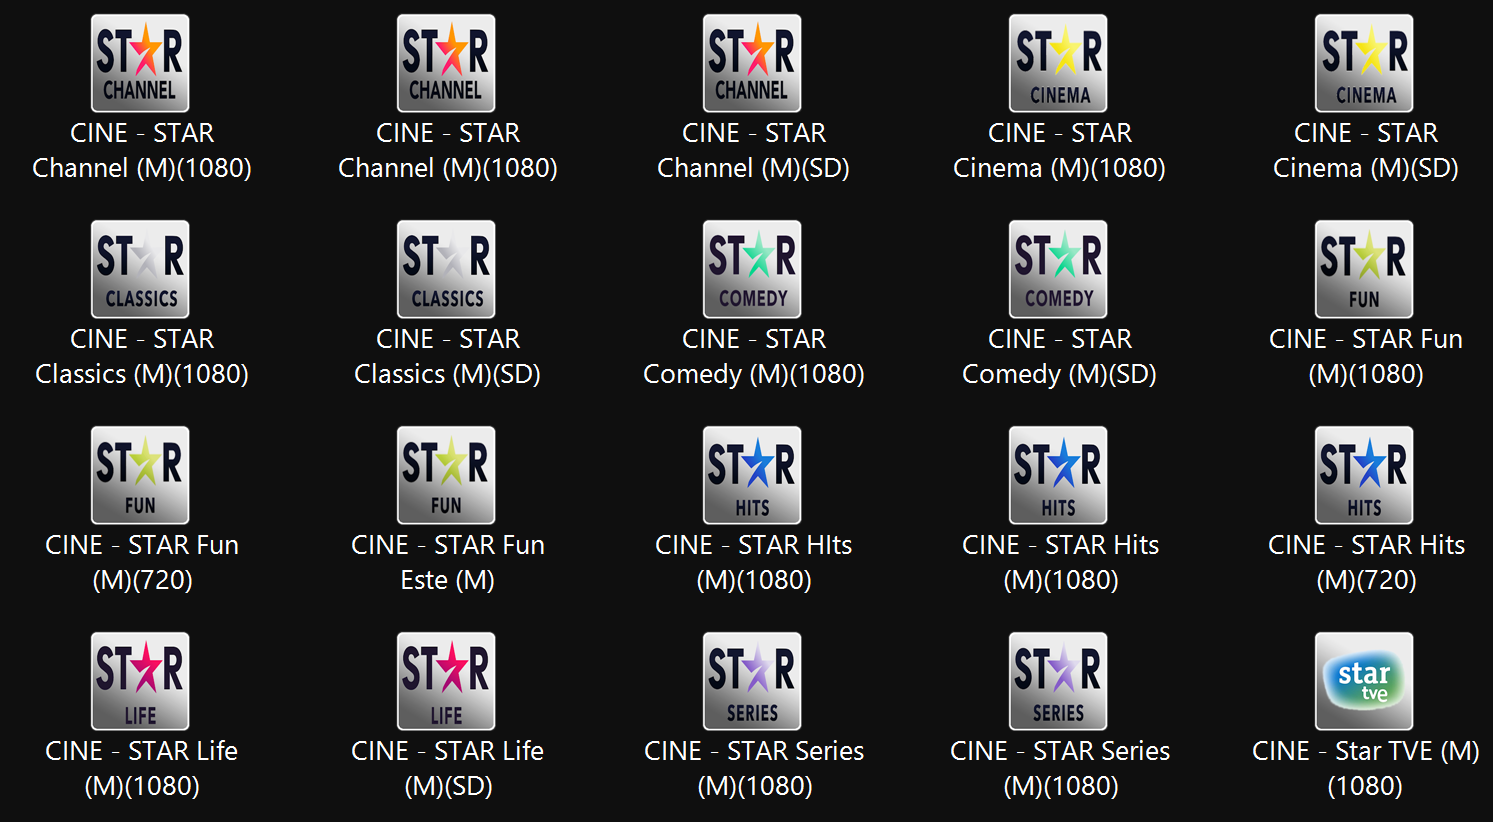 STAR CHANNEL
CINE - STAR
Channel (M)(1080)
STAR CHANNEL
CINE - STAR
Channel (M)(1080)
STAR CHANNEL
CINE - STAR
Channel (M)(SD)
STAR CINEMA
CINE - STAR
Cinema (M)(1080)
STAR CINEMA
CINE - STAR
Cinema (M)(SD)
STAR CLASSICS
CINE - STAR
Classics (M)(1080)
STAR CLASSICS
CINE - STAR
Classics (M)(SD)
STAR COMEDY
CINE - STAR
Comedy (M)(1080)
STAR COMEDY
CINE - STAR
Comedy (M)(SD)
STAR FUN
CINE - STAR Fun
(M)(1080)
STAR FUN
CINE - STAR Fun
(M)(720)
STAR FUN
CINE - STAR Fun
Este (M)
STAR HITS
CINE - STAR HIts
(M)(1080)
STAR HITS
CINE - STAR Hits
(M)(1080)
STAR HITS
CINE - STAR Hits
(M)(720)
STAR LIFE
CINE - STAR Life
(M)(1080)
STAR LIFE
CINE - STAR Life
(M)(SD)
STAR SERIES
CINE - STAR Series
(M)(1080)
STAR SERIES
CINE - STAR Series
(M)(1080)
star
tve
CINE - Star TVE (M)
(1080)